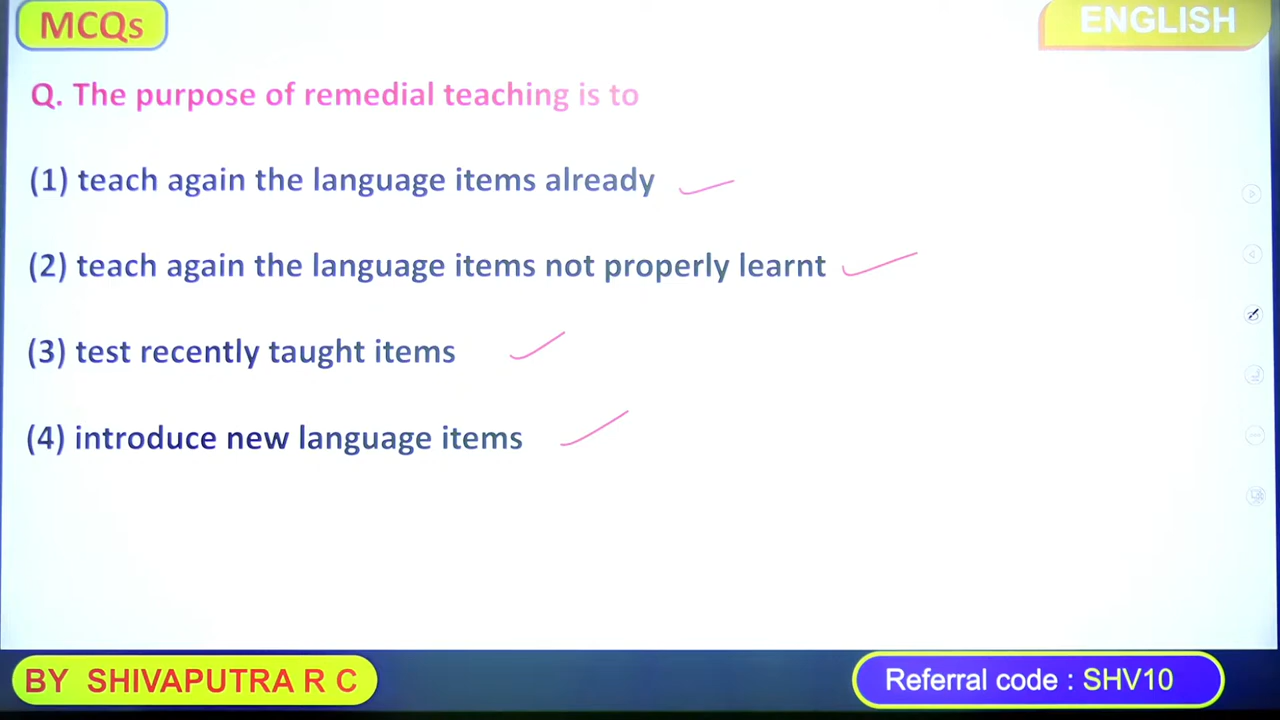 MCQs
ENGLISH
Q. The purpose of remedial teaching is to
(1) teach again the language items already
(2) teach again the language items not properly learnt
(3) test recently taught items
(4) introduce new language items
BY SHIVAPUTRA R C
Referral code : SHV10